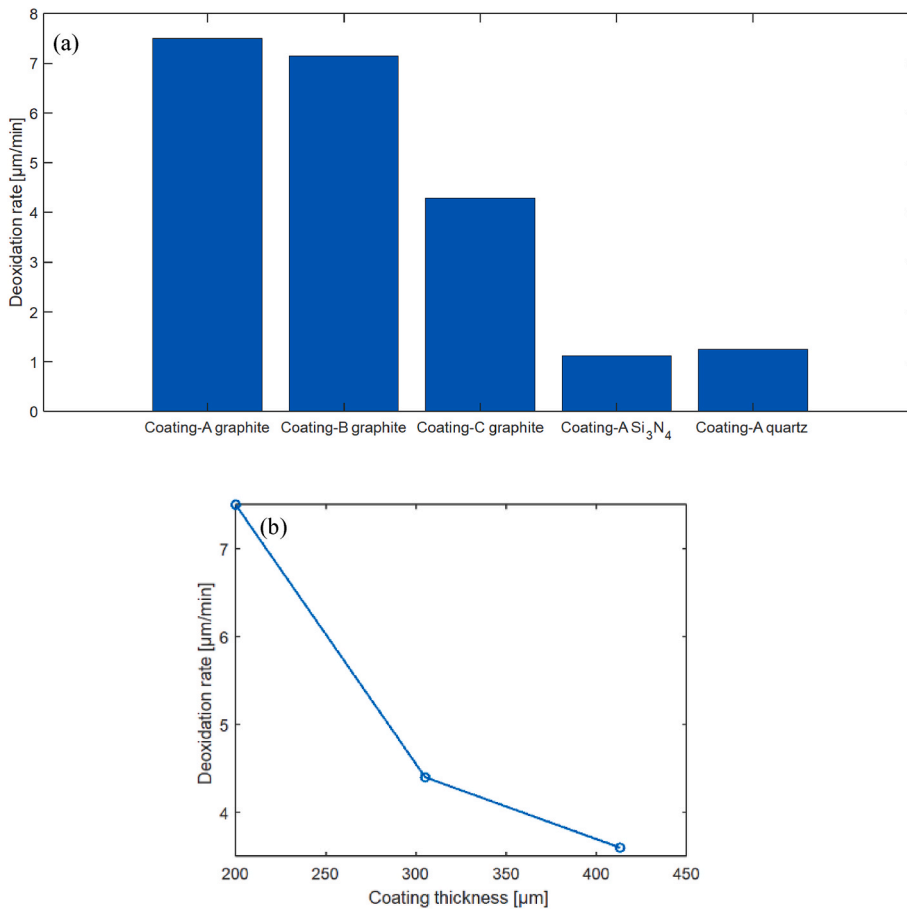 (a)
8
7
6
5
4
3
2
1
0
Deoxidation rate [µm/min]
Coating-A graphite Coating-B graphite Coating-C graphite Coating-A Si₃N₄ Coating-A quartz
(b)
7
6
5
4
Deoxidation rate [µm/min]
200 250 300 350 400 450
Coating thickness [µm]